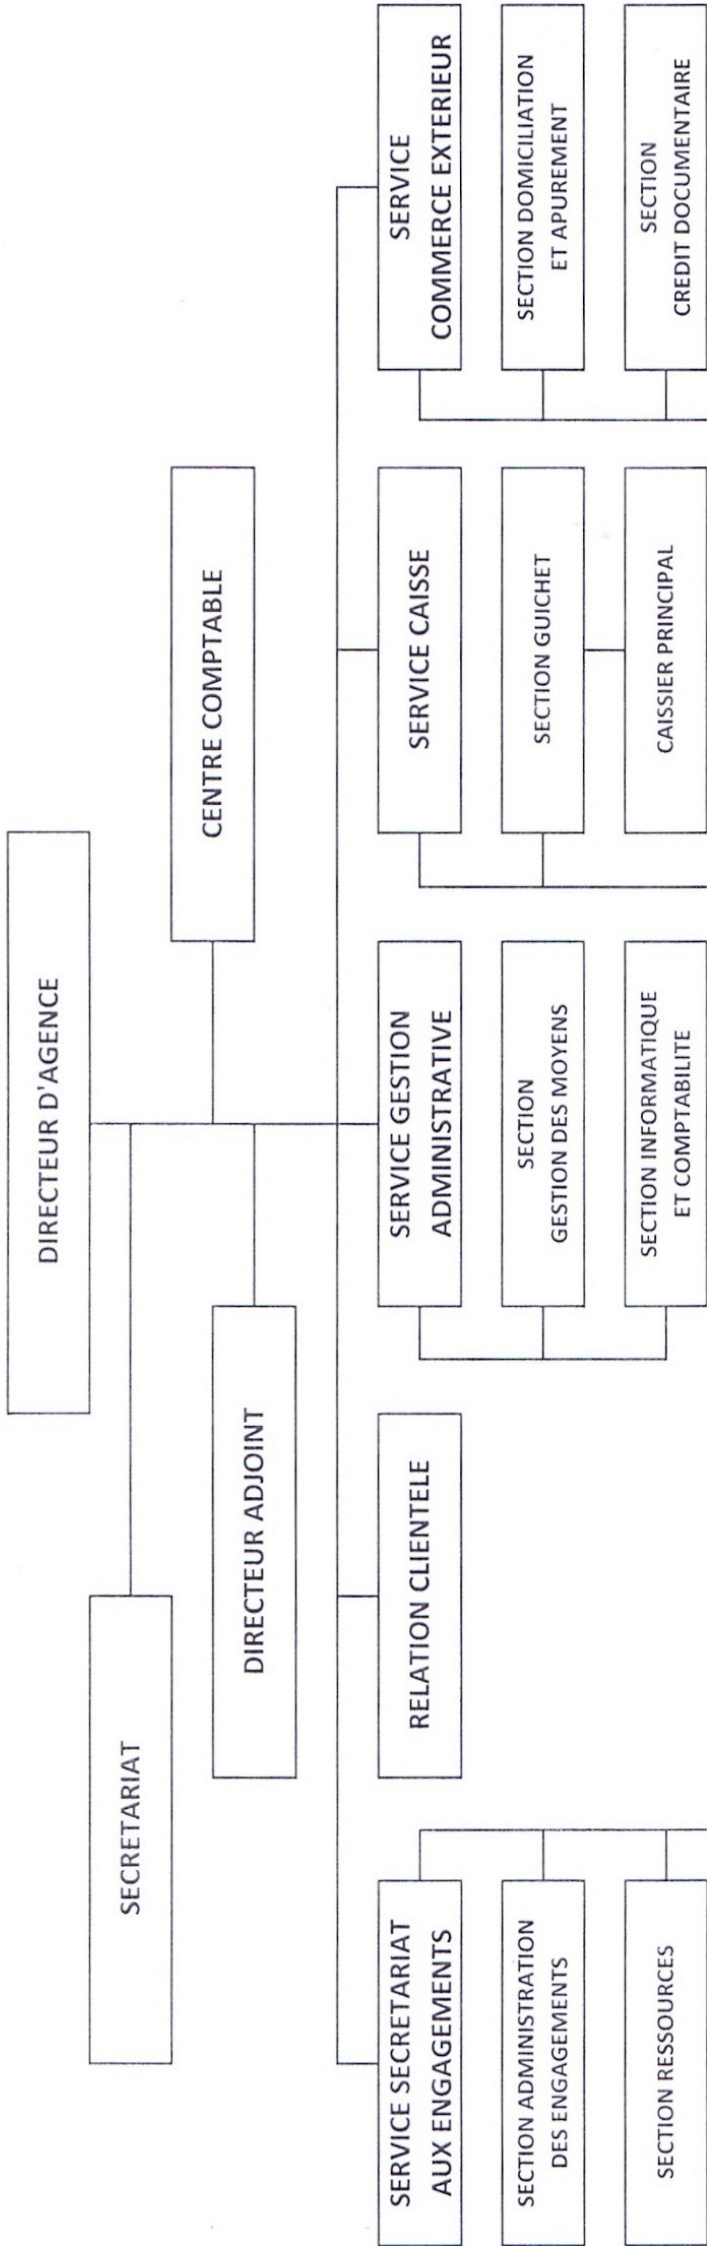 DIRECTEUR D'AGENCE
SECRETARIAT
CENTRE COMPTABLE
DIRECTEUR ADJOINT
SERVICE SECRETARIAT
AUX ENGAGEMENTS
RELATION CLIENTELE
SERVICE GESTION
ADMINISTRATIVE
SERVICE CAISSE
SERVICE
COMMERCE EXTERIEUR
SECTION ADMINISTRATION
DES ENGAGEMENTS
SECTION
GESTION DES MOYENS
SECTION GUICHET
SECTION DOMICILIATION
ET APUREMENT
SECTION RESSOURCES
SECTION INFORMATIQUE
ET COMPTABILITE
CAISSIER PRINCIPAL
SECTION
CREDIT DOCUMENTAIRE